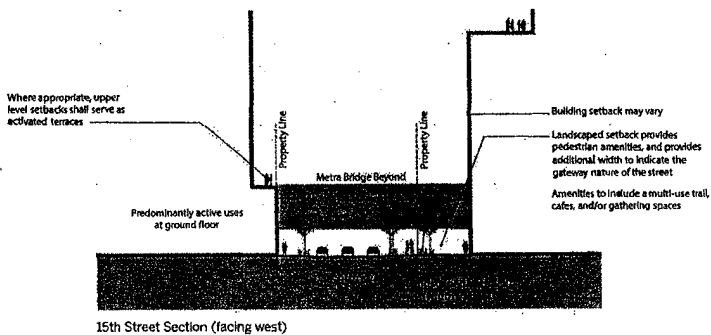 Where appropriate, upper
level setbacks shall serve as
activated terraces
Property Line
Property Line
Metra Bridge Beyond
Predominantly active uses
at ground floor
Building setback may vary
Landscaped setback provides
pedestrian amenities, and provides
additional width to indicate the
gateway nature of the street
Amenities to include a multi-use trail,
cafes, and/or gathering spaces
15th Street Section (facing west)